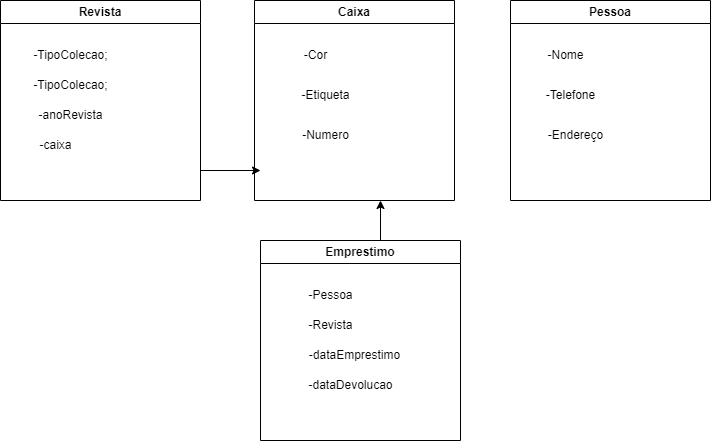 Revista
-TipoColecao;
-TipoColecao;
-anoRevista
-caixa
Caixa
-Cor
-Etiqueta
-Numero
Pessoa
-Nome
-Telefone
-Endereço
Emprestimo
-Pessoa
-Revista
-dataEmprestimo
-dataDevolucao